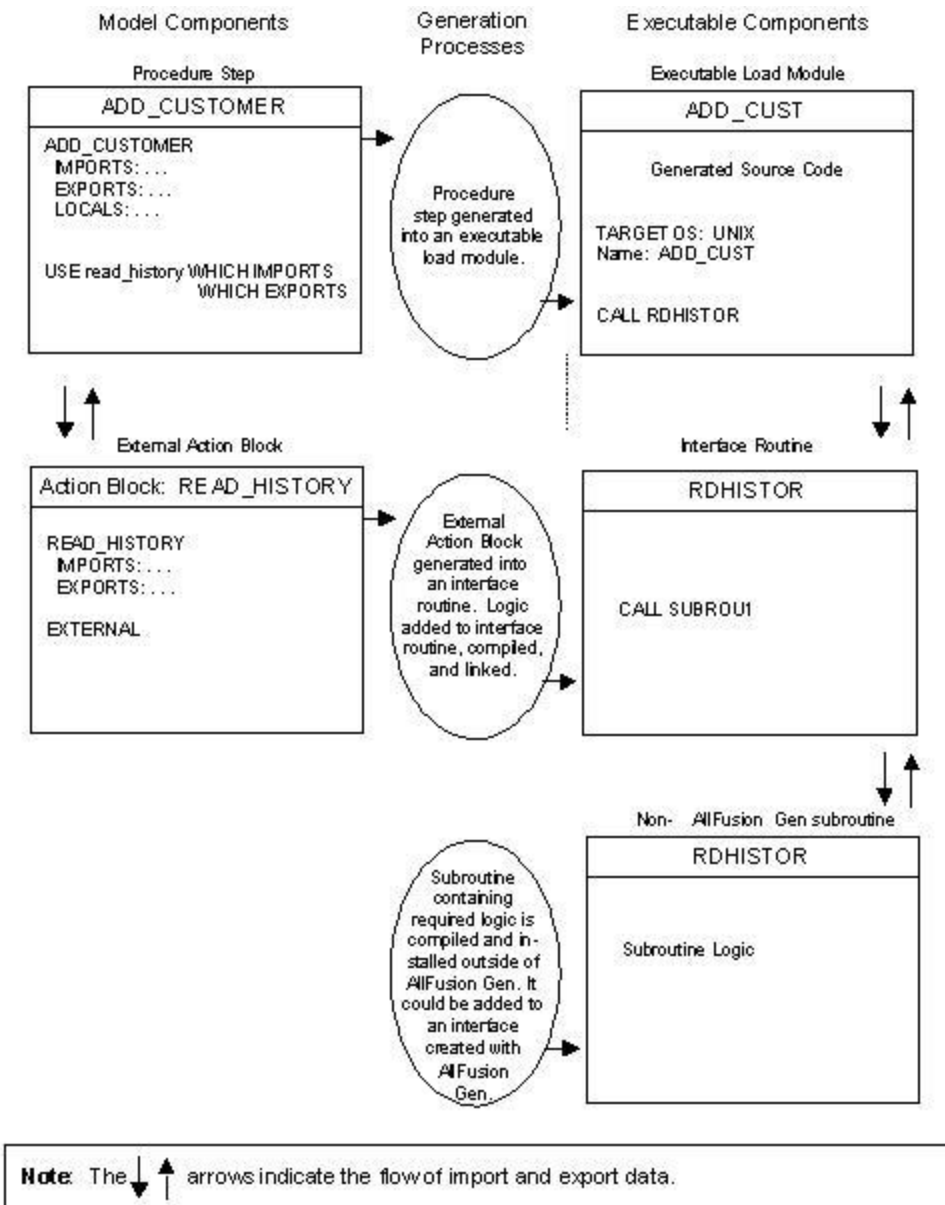 Model Components
Generation
Processes
Executable Components
Procedure Step
ADD_CUSTOMER
ADD_CUSTOMER
IMPORTS: . . .
EXPORTS: . . .
LOCALS: . . .
USE read_history WHICH IMPORTS
WHICH EXPORTS
Procedure
step generated
into an executable
load module.
Executable Load Module
ADD_CUST
Generated Source Code
TARGET OS: UNIX
Name: ADD_CUST
CALL RDHISTOR
External Action Block
Action Block: READ_HISTORY
READ_HISTORY
IMPORTS: . . .
EXPORTS: . . .
EXTERNAL
External
Action Block
generated into
an interface
routine. Logic
added to interface
routine, compiled,
and linked.
Interface Routine
RDHISTOR
CALL SUBROU1
Subroutine
containing
required logic is
compiled and in-
stalled outside of
AllFusion Gen. It
could be added to
an interface
created with
AllFusion
Gen.
Non- AllFusion Gen subroutine
RDHISTOR
Subroutine Logic
Note: The arrows indicate the flow of import and export data.